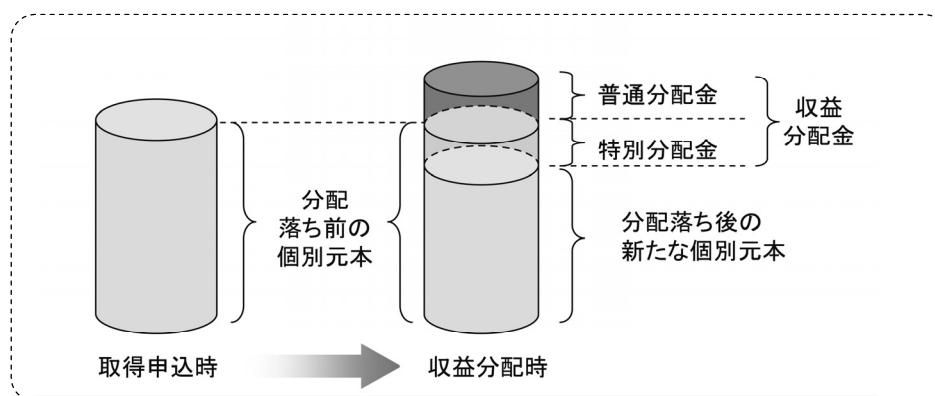 普通分配金
特別分配金
収益
分配金
分配
落ち前の
個別元本
分配落ち後の
新たな個別元本
取得申込時
収益分配時